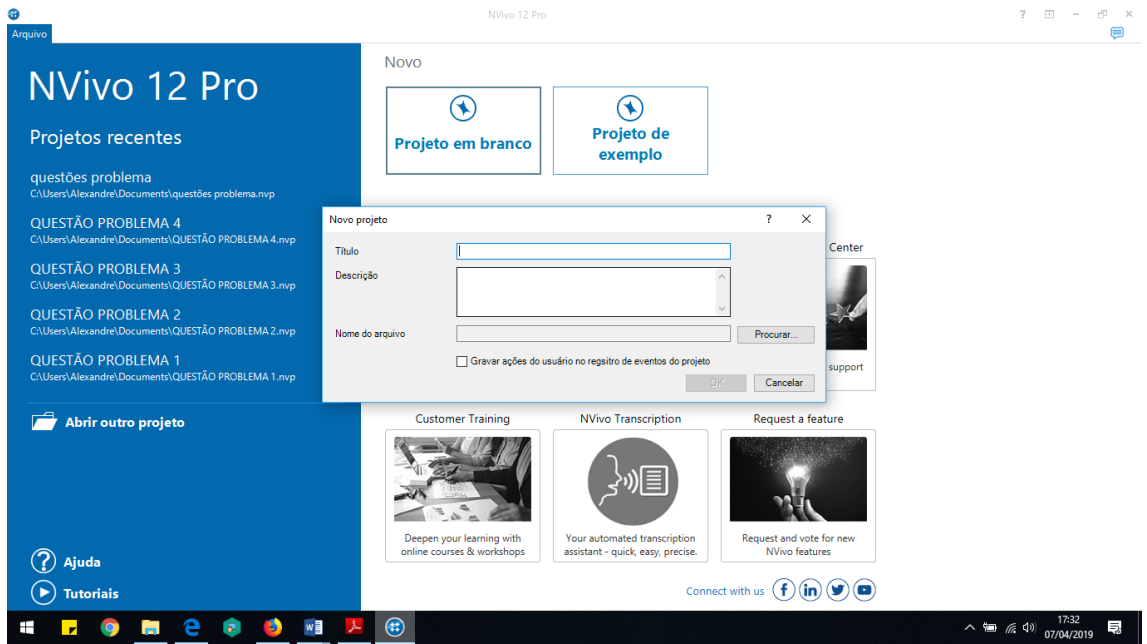 NVivo 12 Pro
?
Arquivo
NVivo 12 Pro
Projetos recentes
questões problema
C:\Users\Alexandre\Documents\questões problema.nvp
QUESTÃO PROBLEMA 4
C:\Users\Alexandre\Documents\QUESTÃO PROBLEMA 4.nvp
QUESTÃO PROBLEMA 3
C:\Users\Alexandre\Documents\QUESTÃO PROBLEMA 3.nvp
QUESTÃO PROBLEMA 2
C:\Users\Alexandre\Documents\QUESTÃO PROBLEMA 2.nvp
QUESTÃO PROBLEMA 1
C:\Users\Alexandre\Documents\QUESTÃO PROBLEMA 1.nvp
Abrir outro projeto
? Ajuda
Tutoriais
Novo
Projeto em branco
Projeto de
exemplo
Novo projeto
?
Título
Descrição
Nome do arquivo
Procurar...
Gravar ações do usuário no regsitro de eventos do projeto
OK
Cancelar
Center
support
Customer Training
Deepen your learning with
online courses & workshops
NVivo Transcription
Your automated transcription
assistant - quick, easy, precise.
Request a feature
Request and vote for new
NVivo features
Connect with us
17:32
07/04/2019